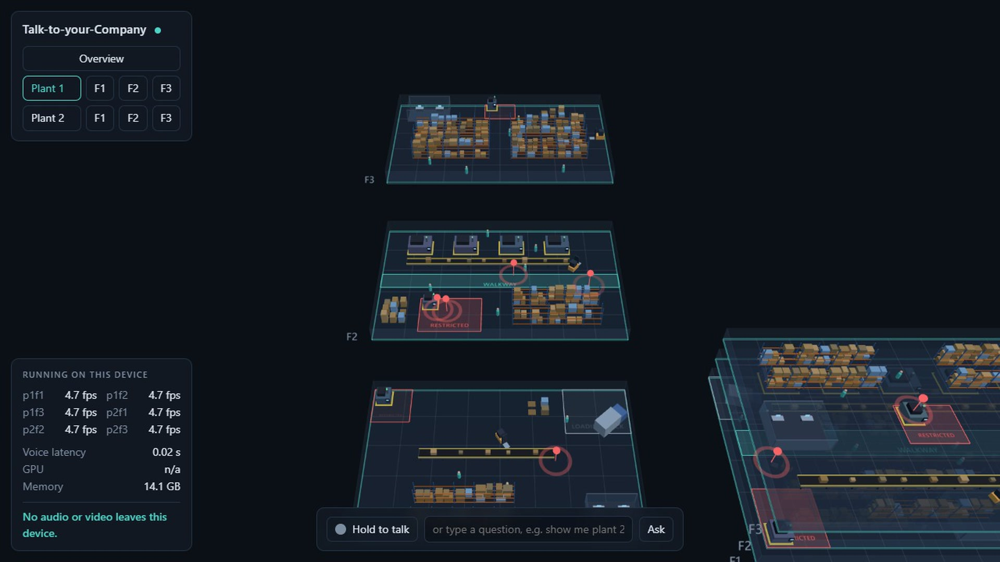 Talk-to-your-Company
Overview
Plant 1 F1 F2 F3
Plant 2 F1 F2 F3
F3
WALKWAY
RESTRICTED
F2
RESTRICTED
WALKWAY
F3
F2
F1
RUNNING ON THIS DEVICE
p1f1 4.7 fps p1f2 4.7 fps
p1f3 4.7 fps p2f1 4.7 fps
p2f2 4.7 fps p2f3 4.7 fps
Voice latency 0.02 s
GPU n/a
Memory 14.1 GB
No audio or video leaves this
device.
Hold to talk
or type a question, e.g. show me plant 2
Ask